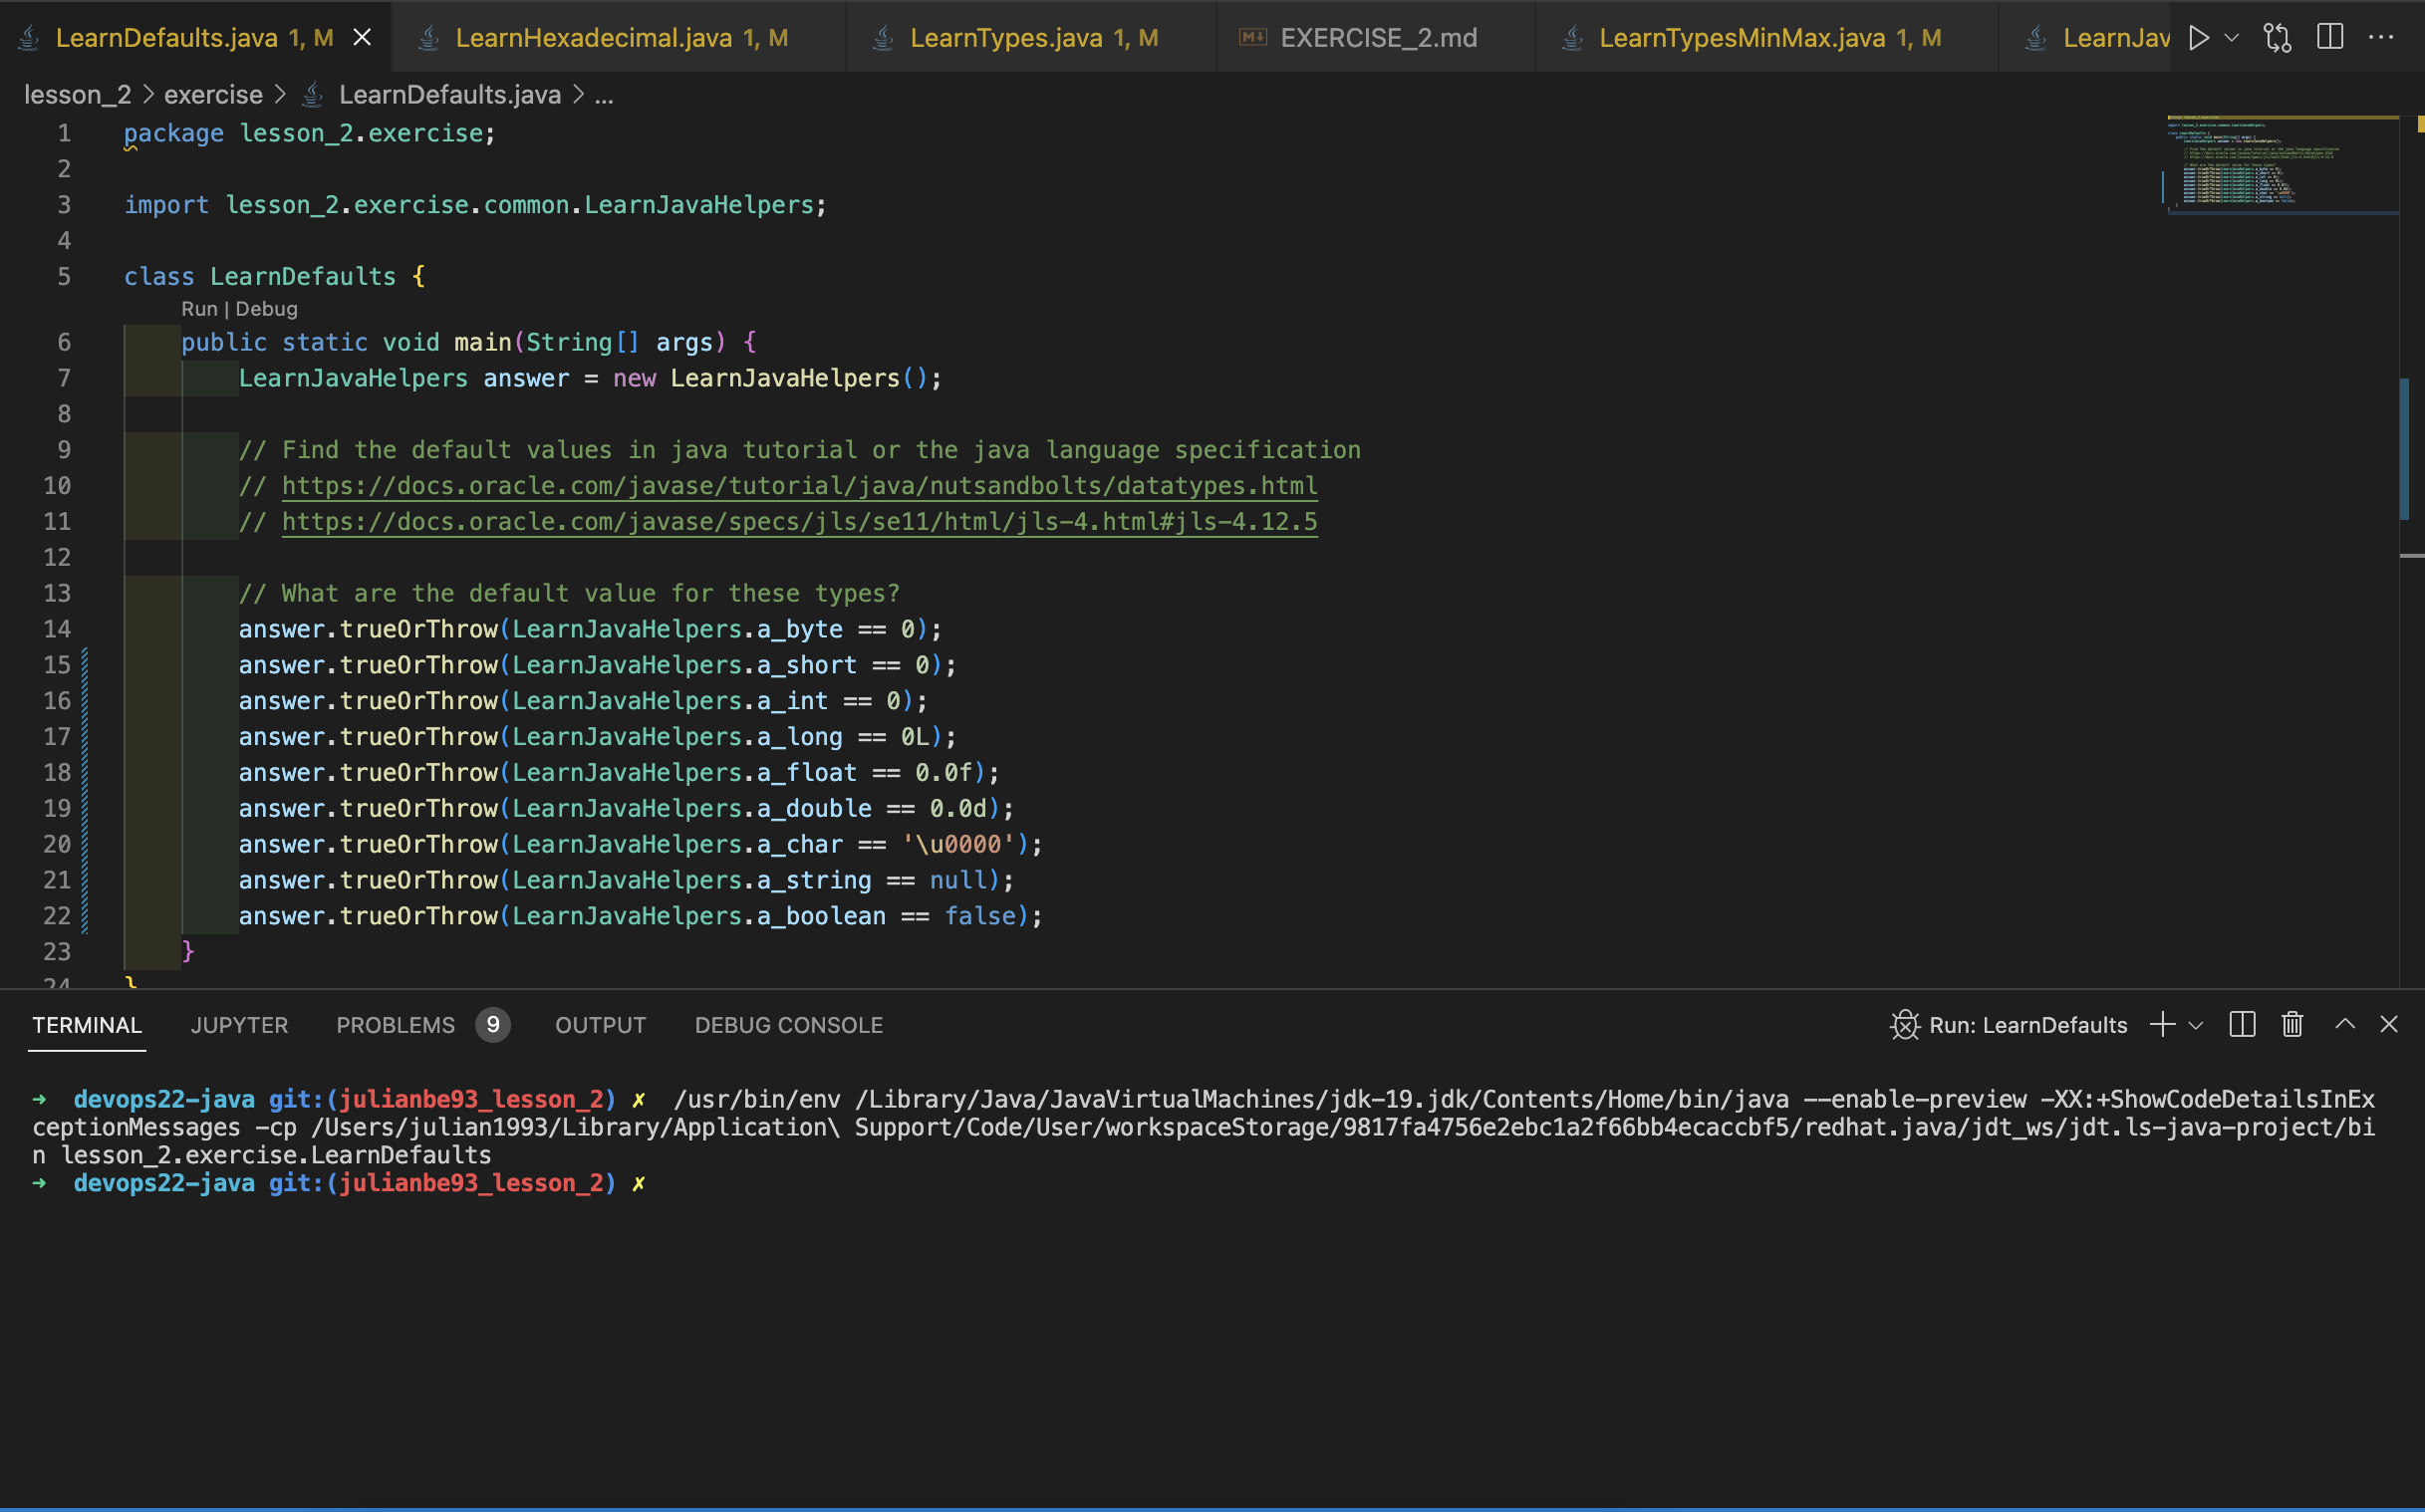 LearnDefaults.java 1, M
LearnHexadecimal.java 1, M
LearnTypes.java 1, M
EXERCISE_2.md
LearnTypesMinMax.java 1, M
LearnJav
lesson_2 > exercise > LearnDefaults.java > ...
1 package lesson_2.exercise;
2
3 import lesson_2.exercise.common.LearnJavaHelpers;
4
5 class LearnDefaults {
Run | Debug
6 public static void main(String[] args) {
7 LearnJavaHelpers answer = new LearnJavaHelpers();
8
9 // Find the default values in java tutorial or the java language specification
10 // https://docs.oracle.com/javase/tutorial/java/nutsandbolts/datatypes.html
11 // https://docs.oracle.com/javase/specs/jls/se11/html/jls-4.html#jls-4.12.5
12
13 // What are the default value for these types?
14 answer.trueOrThrow(LearnJavaHelpers.a_byte == 0);
15 answer.trueOrThrow(LearnJavaHelpers.a_short == 0);
16 answer.trueOrThrow(LearnJavaHelpers.a_int == 0);
17 answer.trueOrThrow(LearnJavaHelpers.a_long == 0L);
18 answer.trueOrThrow(LearnJavaHelpers.a_float == 0.0f);
19 answer.trueOrThrow(LearnJavaHelpers.a_double == 0.0d);
20 answer.trueOrThrow(LearnJavaHelpers.a_char == '\u0000');
21 answer.trueOrThrow(LearnJavaHelpers.a_string == null);
22 answer.trueOrThrow(LearnJavaHelpers.a_boolean == false);
23 }
24 }
TERMINAL JUPYTER PROBLEMS 9 OUTPUT DEBUG CONSOLE
Run: LearnDefaults
→ devops22-java git:(julianbe93_lesson_2) ✗ /usr/bin/env /Library/Java/JavaVirtualMachines/jdk-19.jdk/Contents/Home/bin/java --enable-preview -XX:+ShowCodeDetailsInEx
ceptionMessages -cp /Users/julian1993/Library/Application\ Support/Code/User/workspaceStorage/9817fa4756e2ebc1a2f66bb4ecaccbf5/redhat.java/jdt_ws/jdt.ls-java-project/bi
n lesson_2.exercise.LearnDefaults
→ devops22-java git:(julianbe93_lesson_2) ✗